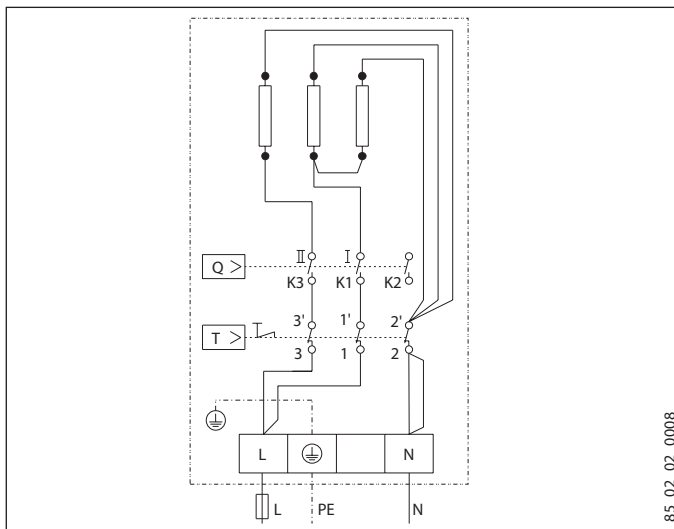 II I
Q >
K3 K1 K2
3' 1' 2'
T >
3 1 2
L N
L PE N
85_02_02_0008